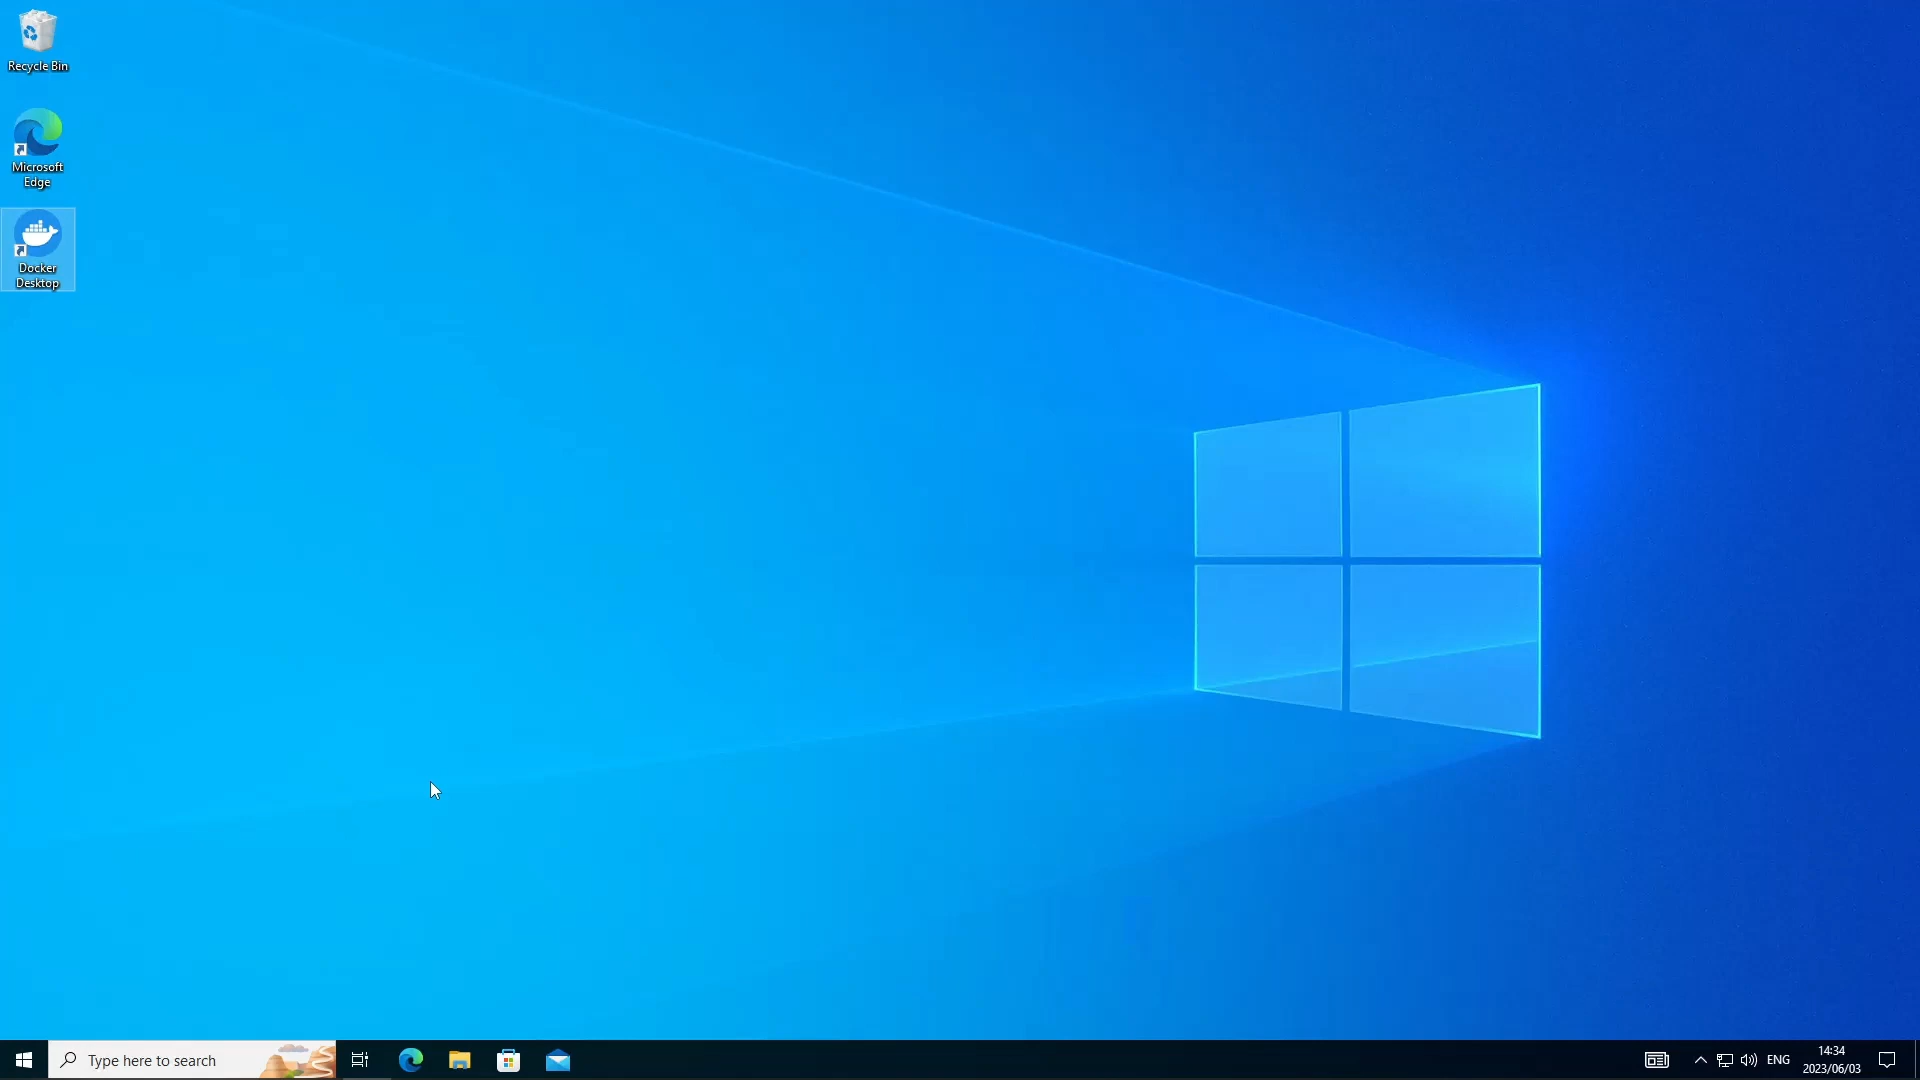 Recycle Bin
Microsoft
Edge
Docker
Desktop
Type here to search
ENG
14:34
2023/06/03